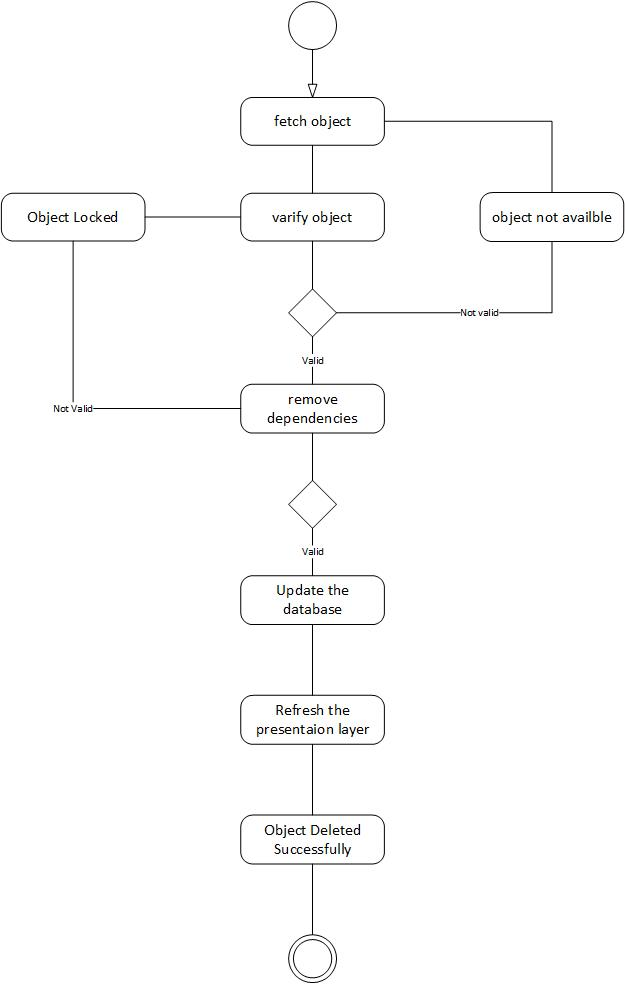 fetch object
Object Locked
varify object
object not availble
Not valid
Valid
remove
dependencies
Not Valid
Valid
Update the
database
Refresh the
presentaion layer
Object Deleted
Successfully